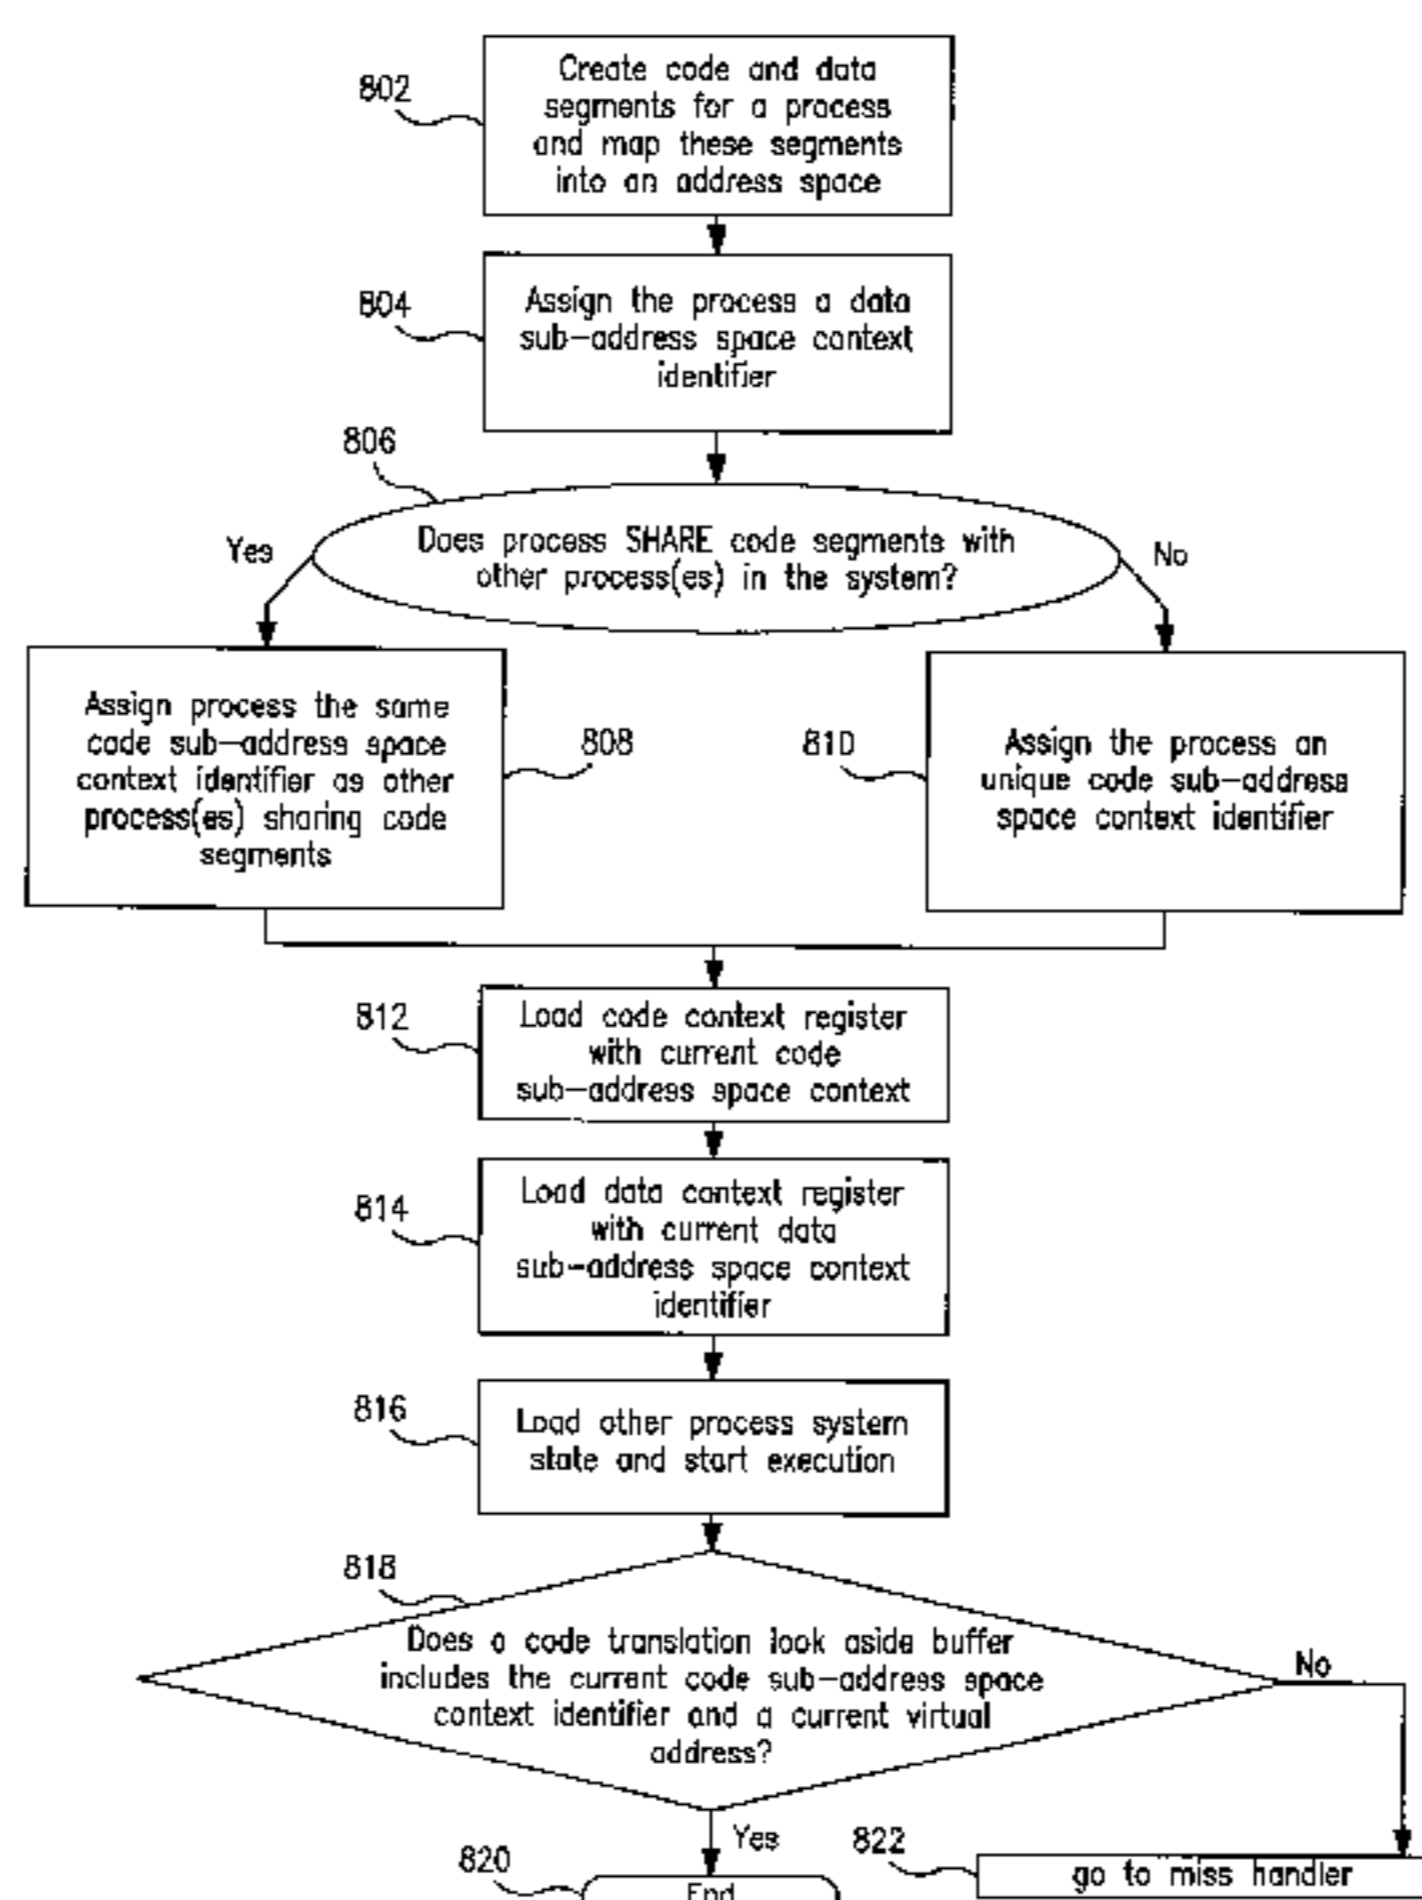 802
Create code and data
segments for a process
and map these segments
into an address space
804
Assign the process a data
sub-address space context
identifier
806
Does process SHARE code segments with
other process(es) in the system?
Yes
No
Assign process the same
code sub-address space
context identifier as other
process(es) sharing code
segments
808
810
Assign the process an
unique code sub-address
space context identifier
812
Load code context register
with current code
sub-address space context
814
Load data context register
with current data
sub-address space context
identifier
816
Load other process system
state and start execution
818
Does a code translation look aside buffer
includes the current code sub-address space
context identifier and a current virtual
address?
No
Yes
820
End
822
go to miss handler